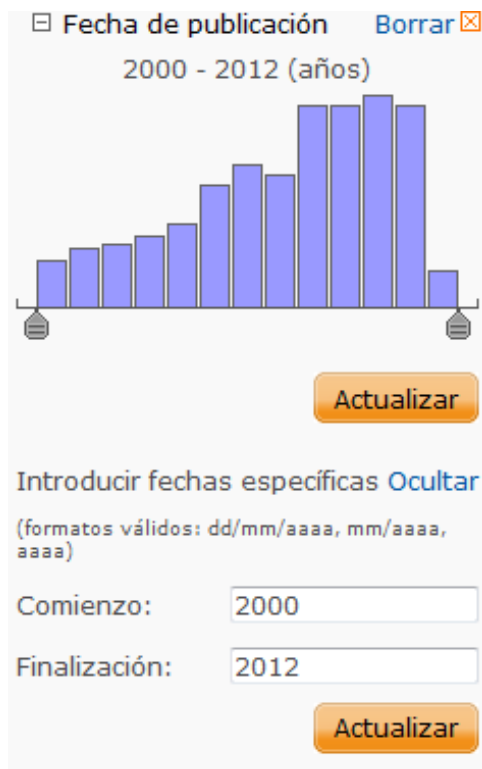 Fecha de publicación Borrar
2000 - 2012 (años)
Actualizar
Introducir fechas específicas Ocultar
(formatos válidos: dd/mm/aaaa, mm/aaaa,
aaaa)
Comienzo: 2000
Finalización: 2012
Actualizar